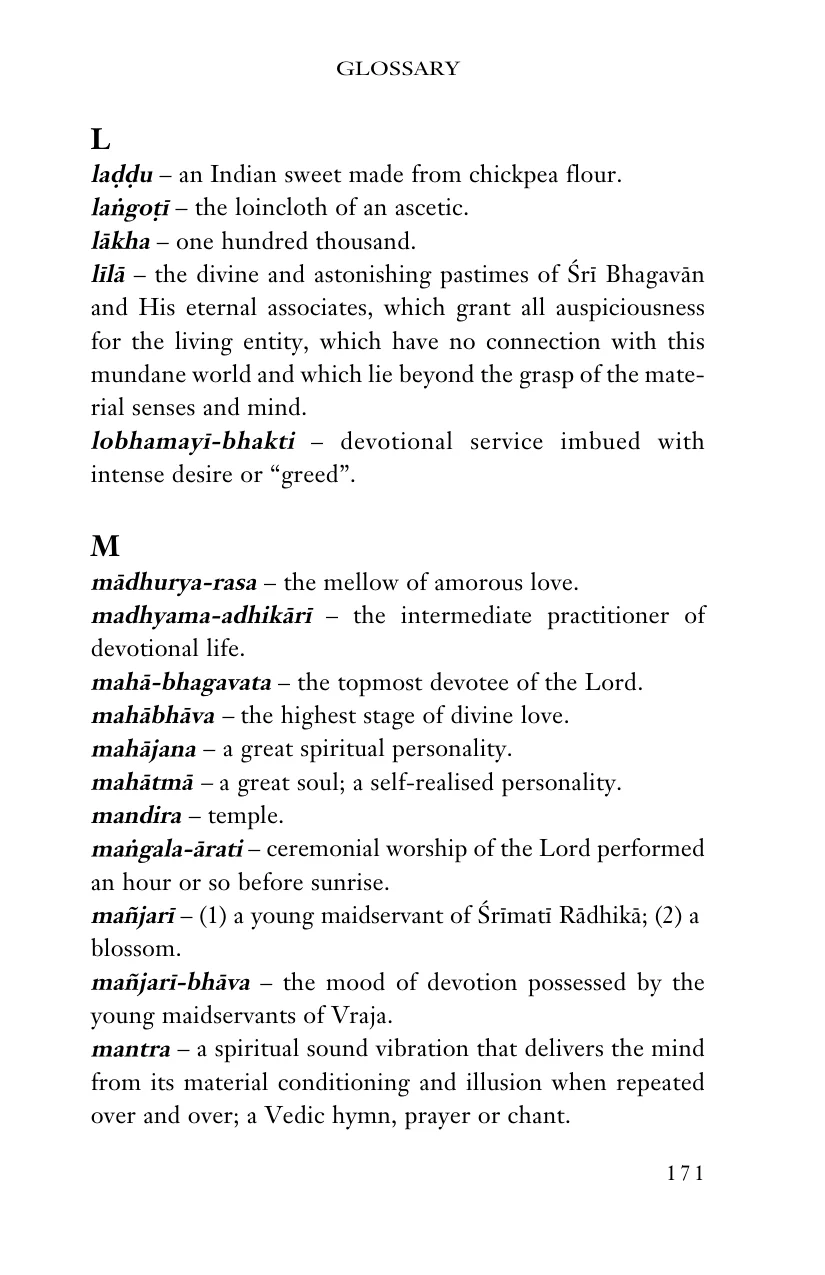 GLOSSARY
L
laḍḍu – an Indian sweet made from chickpea flour.
laṅgoṭī – the loincloth of an ascetic.
lākha – one hundred thousand.
līlā – the divine and astonishing pastimes of Śrī Bhagavān
and His eternal associates, which grant all auspiciousness
for the living entity, which have no connection with this
mundane world and which lie beyond the grasp of the mate-
rial senses and mind.
lobhamayī-bhakti – devotional service imbued with
intense desire or “greed”.
M
mādhurya-rasa – the mellow of amorous love.
madhyama-adhikārī – the intermediate practitioner of
devotional life.
mahā-bhagavata – the topmost devotee of the Lord.
mahābhāva – the highest stage of divine love.
mahājana – a great spiritual personality.
mahātmā – a great soul; a self-realised personality.
mandira – temple.
maṅgala-ārati – ceremonial worship of the Lord performed
an hour or so before sunrise.
mañjarī – (1) a young maidservant of Śrīmatī Rādhikā; (2) a
blossom.
mañjarī-bhāva – the mood of devotion possessed by the
young maidservants of Vraja.
mantra – a spiritual sound vibration that delivers the mind
from its material conditioning and illusion when repeated
over and over; a Vedic hymn, prayer or chant.
171